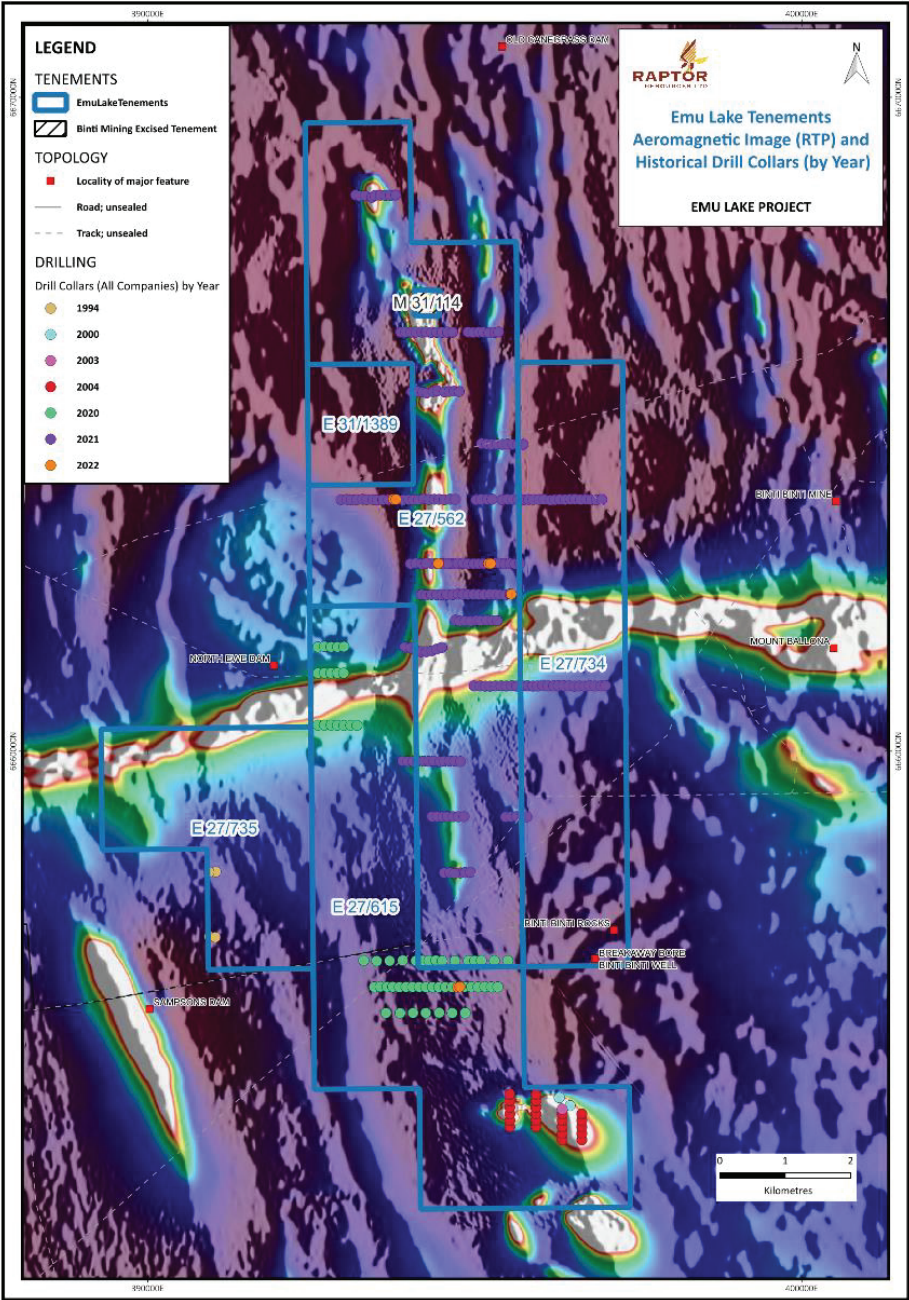 390000E
400000E
LEGEND
TENEMENTS
EmuLakeTenements
Binti Mining Excised Tenement
TOPOLOGY
Locality of major feature
Road; unsealed
Track; unsealed
DRILLING
Drill Collars (All Companies) by Year
1994
2000
2003
2004
2020
2021
2022
RAPTOR
RESOURCES LTD
N
Emu Lake Tenements
Aeromagnetic Image (RTP) and
Historical Drill Collars (by Year)
EMU LAKE PROJECT
OLD CANEGRASS DAM
6670000N
6670000N
M 31/114
E 31/1389
BINTI BINTI MINE
E 27/562
MOUNT BALLONA
NORTH EWE DAM
E 27/734
6660000N
6660000N
E 27/735
E 27/615
BINTI BINTI ROCKS
BREAKAWAY BORE
BINTI BINTI WELL
SAMPSONS DAM
0 1 2
Kilometres
390000E
400000E